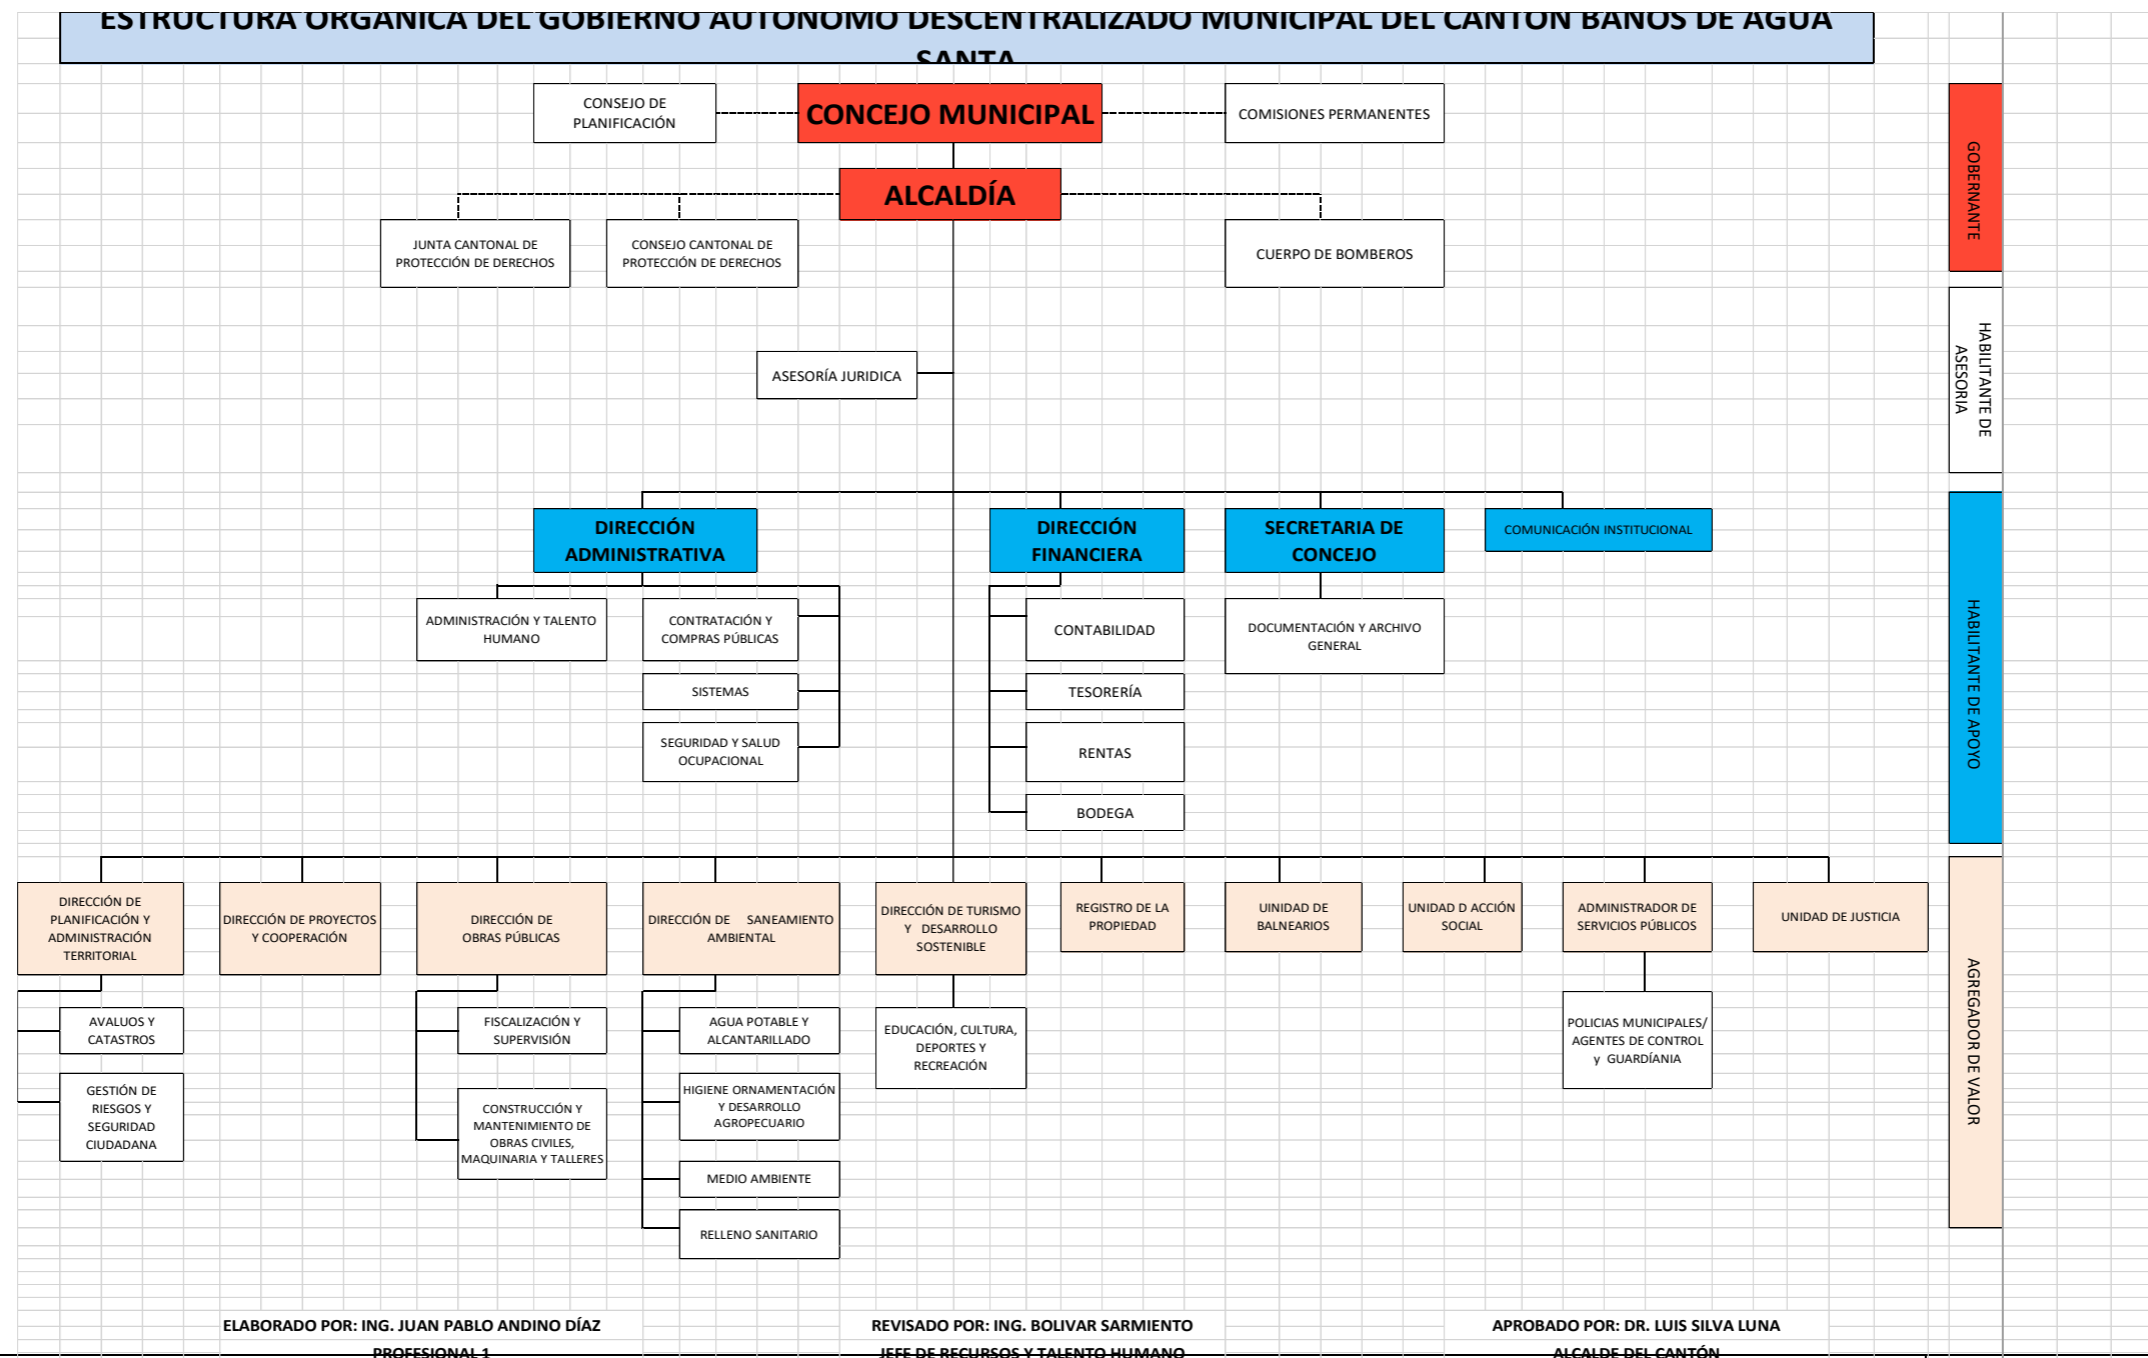 ESTRUCTURA ORGÁNICA DEL GOBIERNO AUTÓNOMO DESCENTRALIZADO MUNICIPAL DEL CANTÓN BAÑOS DE AGUA
SANTA
CONSEJO DE
PLANIFICACIÓN
CONCEJO MUNICIPAL
COMISIONES PERMANENTES
ALCALDÍA
JUNTA CANTONAL DE
PROTECCIÓN DE DERECHOS
CONSEJO CANTONAL DE
PROTECCIÓN DE DERECHOS
CUERPO DE BOMBEROS
GOBERNANTE
ASESORÍA JURIDICA
HABILITANTE DE
ASESORIA
DIRECCIÓN
ADMINISTRATIVA
DIRECCIÓN
FINANCIERA
SECRETARIA DE
CONCEJO
COMUNICACIÓN INSTITUCIONAL
ADMINISTRACIÓN Y TALENTO
HUMANO
CONTRATACIÓN Y
COMPRAS PÚBLICAS
SISTEMAS
SEGURIDAD Y SALUD
OCUPACIONAL
CONTABILIDAD
TESORERÍA
RENTAS
BODEGA
DOCUMENTACIÓN Y ARCHIVO
GENERAL
HABILITANTE DE APOYO
DIRECCIÓN DE
PLANIFICACIÓN Y
ADMINISTRACIÓN
TERRITORIAL
DIRECCIÓN DE PROYECTOS
Y COOPERACIÓN
DIRECCIÓN DE
OBRAS PÚBLICAS
DIRECCIÓN DE SANEAMIENTO
AMBIENTAL
DIRECCIÓN DE TURISMO
Y DESARROLLO
SOSTENIBLE
REGISTRO DE LA
PROPIEDAD
UINIDAD DE
BALNEARIOS
UNIDAD D ACCIÓN
SOCIAL
ADMINISTRADOR DE
SERVICIOS PÚBLICOS
UNIDAD DE JUSTICIA
AVALUOS Y
CATASTROS
GESTIÓN DE
RIESGOS Y
SEGURIDAD
CIUDADANA
FISCALIZACIÓN Y
SUPERVISIÓN
CONSTRUCCIÓN Y
MANTENIMIENTO DE
OBRAS CIVILES,
MAQUINARIA Y TALLERES
AGUA POTABLE Y
ALCANTARILLADO
HIGIENE ORNAMENTACIÓN
Y DESARROLLO
AGROPECUARIO
MEDIO AMBIENTE
RELLENO SANITARIO
EDUCACIÓN, CULTURA,
DEPORTES Y
RECREACIÓN
POLICIAS MUNICIPALES/
AGENTES DE CONTROL
y GUARDÍANIA
AGREGADOR DE VALOR
ELABORADO POR: ING. JUAN PABLO ANDINO DÍAZ
PROFESIONAL 1
REVISADO POR: ING. BOLIVAR SARMIENTO
JEFE DE RECURSOS Y TALENTO HUMANO
APROBADO POR: DR. LUIS SILVA LUNA
ALCALDE DEL CANTÓN